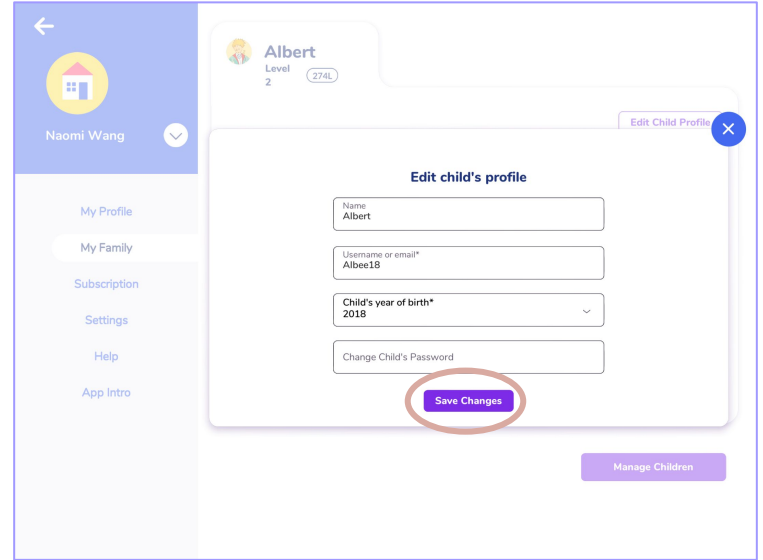 Naomi Wang
My Profile
My Family
Subscription
Settings
Help
App Intro
Albert
Level
2
274L
Edit Child Profile
Edit child's profile
Name
Albert
Username or email*
Albee18
Child's year of birth*
2018
Change Child's Password
Save Changes
Manage Children